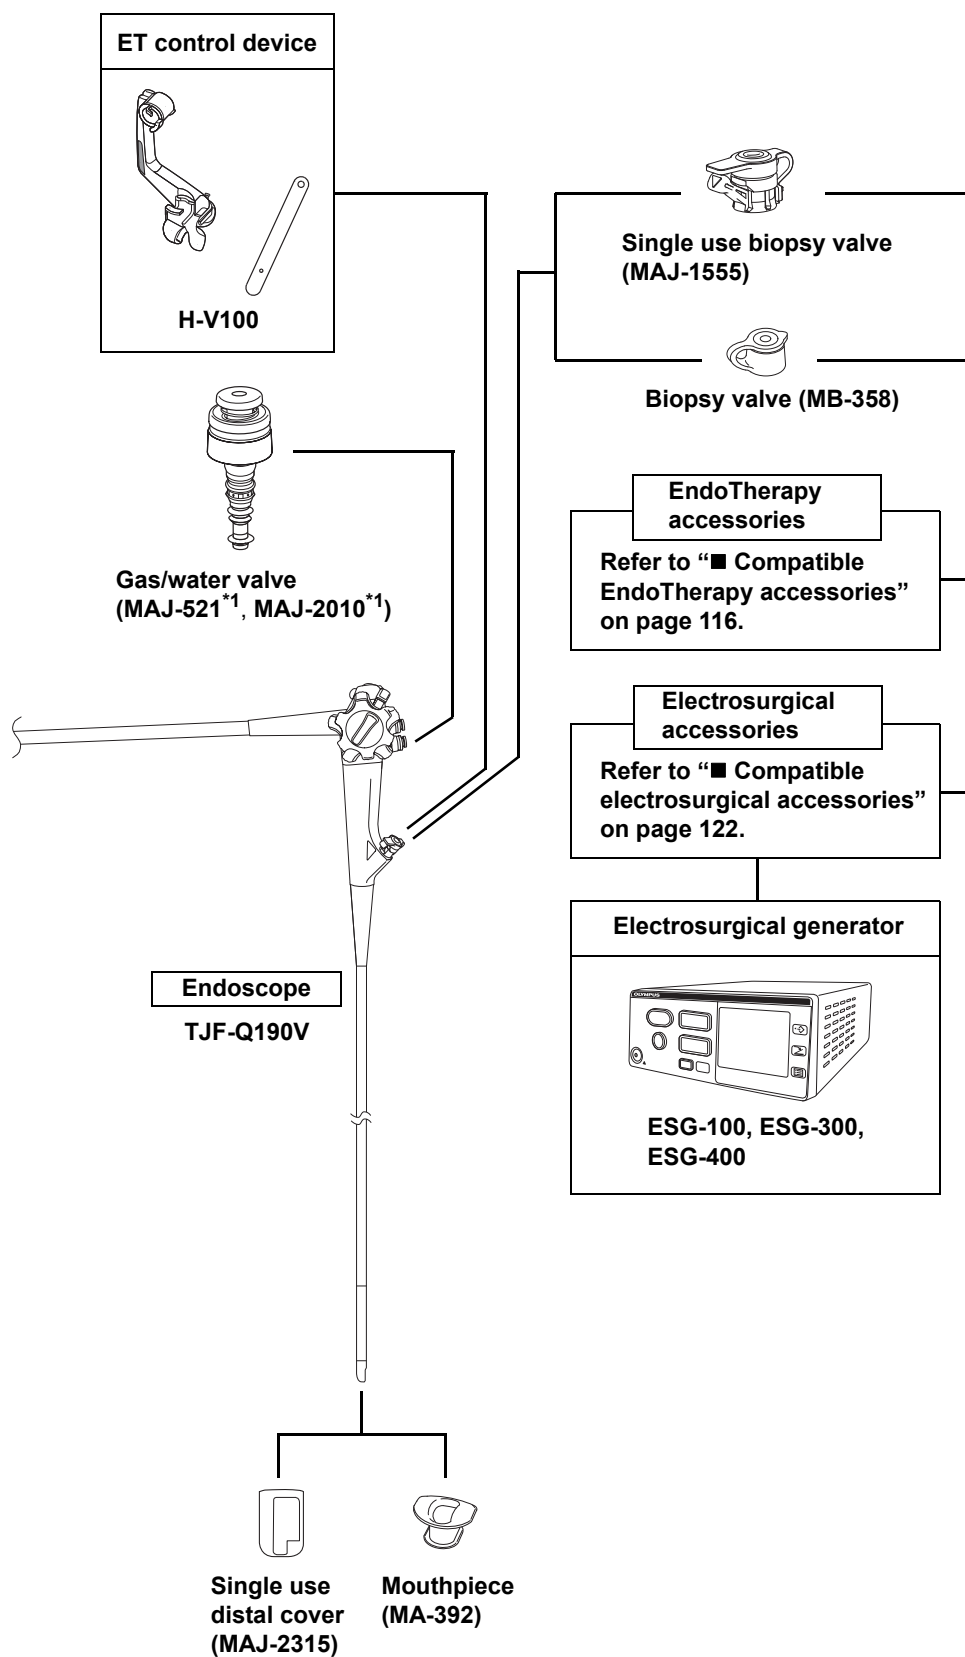 ET control device
H-V100
Single use biopsy valve
(MAJ-1555)
Biopsy valve (MB-358)
Gas/water valve
(MAJ-521*1, MAJ-2010*1)
EndoTherapy
accessories
Refer to “■ Compatible
EndoTherapy accessories”
on page 116.
Electrosurgical
accessories
Refer to “■ Compatible
electrosurgical accessories”
on page 122.
Electrosurgical generator
OLYMPUS
ESG-100, ESG-300,
ESG-400
Endoscope
TJF-Q190V
Single use
distal cover
(MAJ-2315)
Mouthpiece
(MA-392)